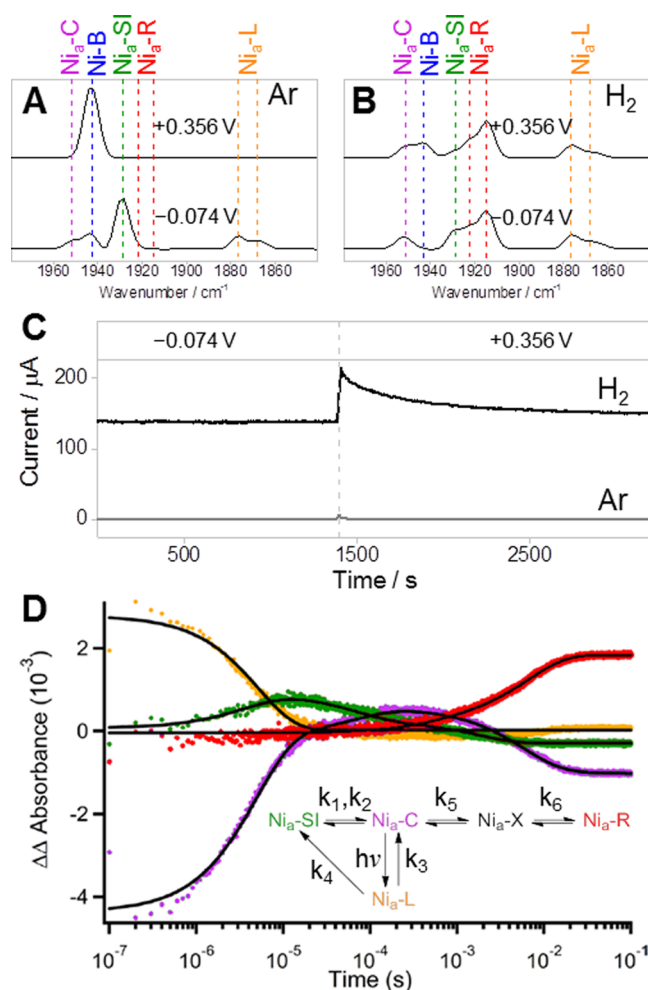 Niₐ-C
Ni-B
Niₐ-SI
Niₐ-R
Niₐ-L
A
Ar
+0.356 V
−0.074 V
1960 1940 1920 1900 1880 1860
Wavenumber / cm⁻¹
Niₐ-C
Ni-B
Niₐ-SI
Niₐ-R
Niₐ-L
B
H₂
+0.356 V
−0.074 V
1960 1940 1920 1900 1880 1860
Wavenumber / cm⁻¹
C
−0.074 V +0.356 V
Current / μA
200
100
0
H₂
Ar
500 1500 2500
Time / s
D
ΔΔ Absorbance (10⁻³)
2
0
-2
-4
k₁,k₂ k₅ k₆
Niₐ-SI Niₐ-C Niₐ-X Niₐ-R
k₄ hν k₃
Niₐ-L
10⁻⁷ 10⁻⁶ 10⁻⁵ 10⁻⁴ 10⁻³ 10⁻² 10⁻¹
Time (s)